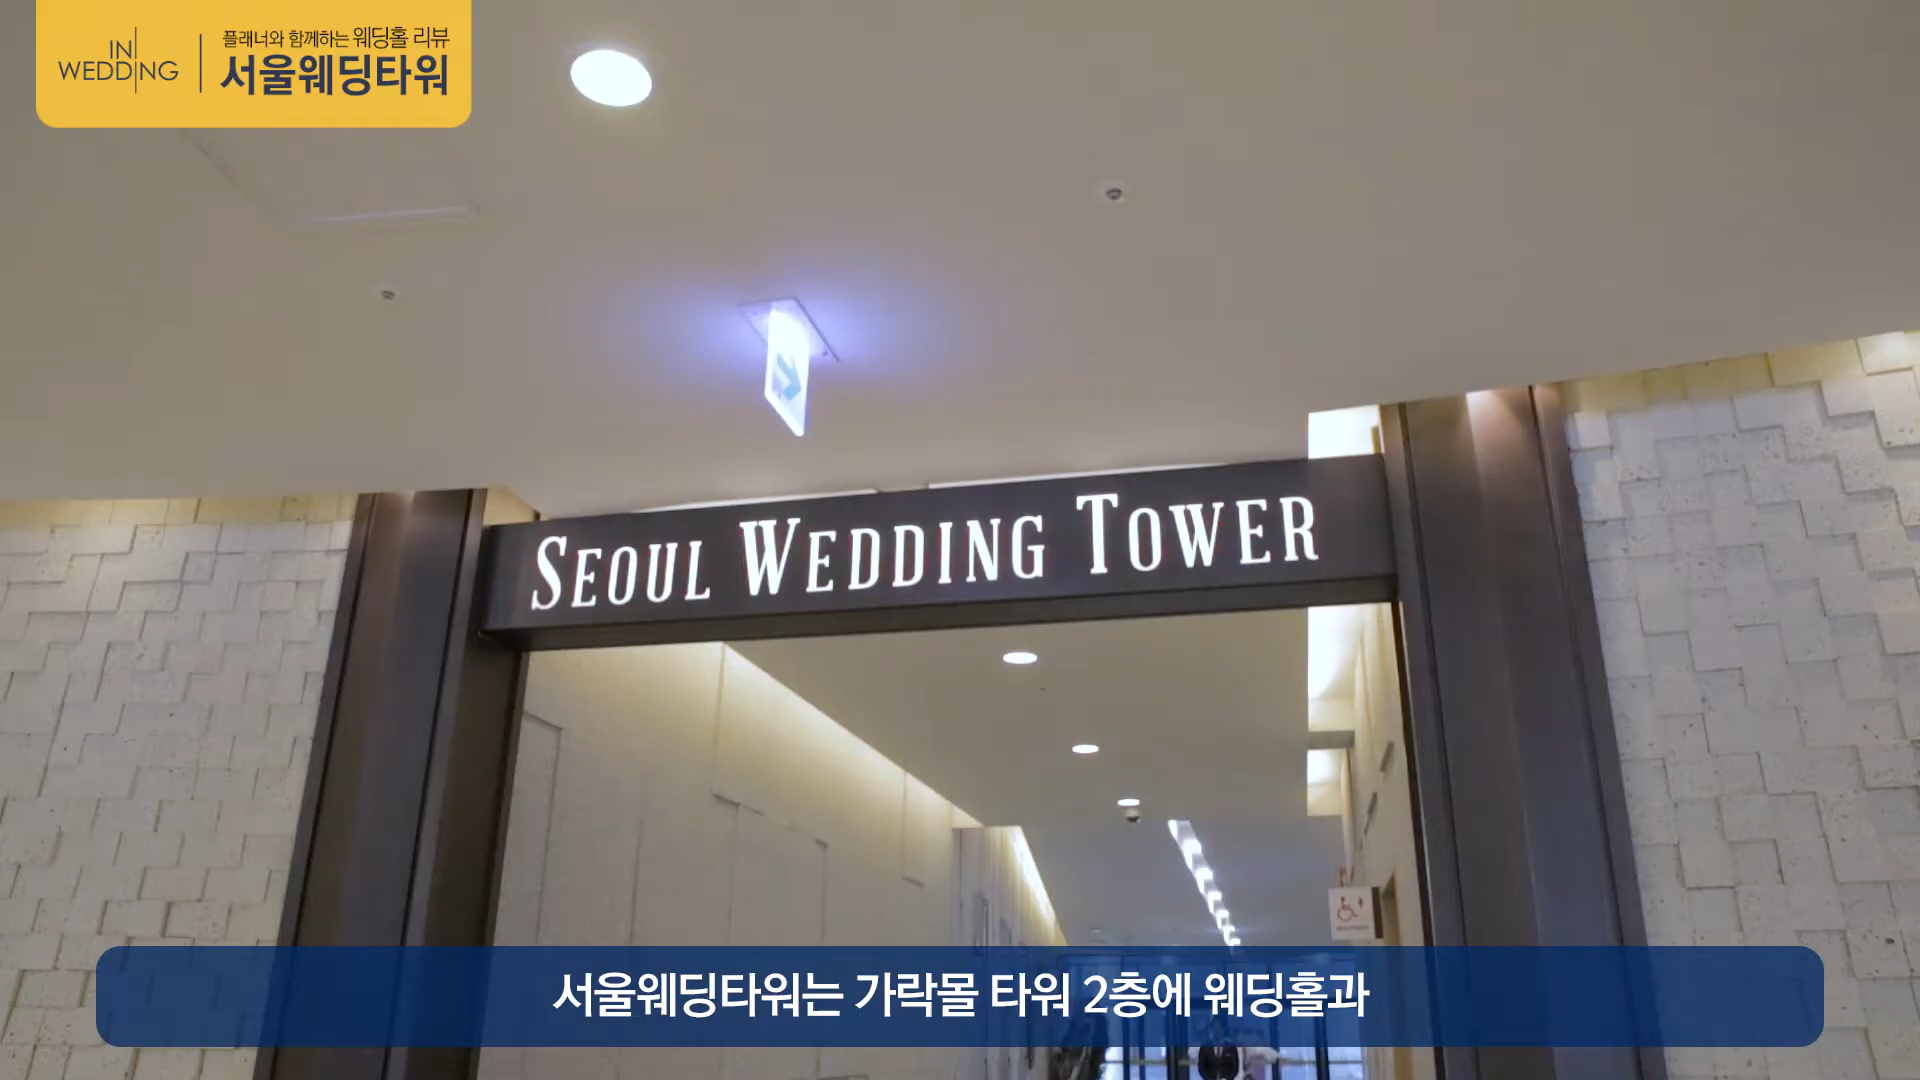 IN
WEDDING
플래너와 함께하는 웨딩홀 리뷰
서울웨딩타워
SEOUL WEDDING TOWER
서울웨딩타워는 가락몰 타워 2층에 웨딩홀과